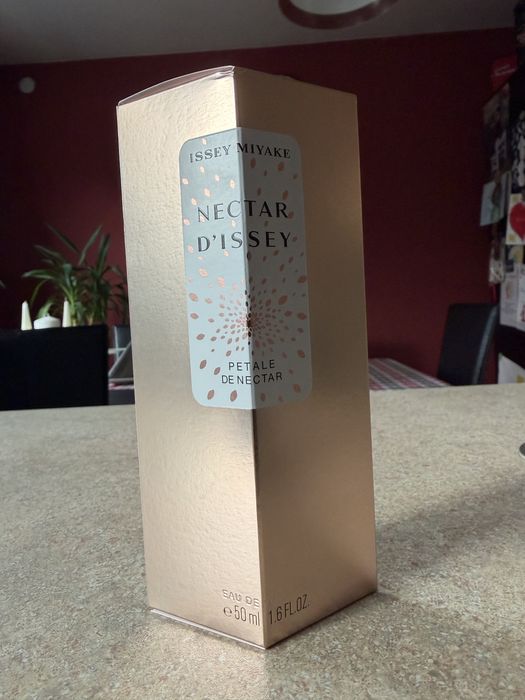 ISSEY MIYAKE
NECTAR
D'ISSEY
PETALE
DE NECTAR
EAU DE
℮ 50 ml 1.6 FL.OZ.